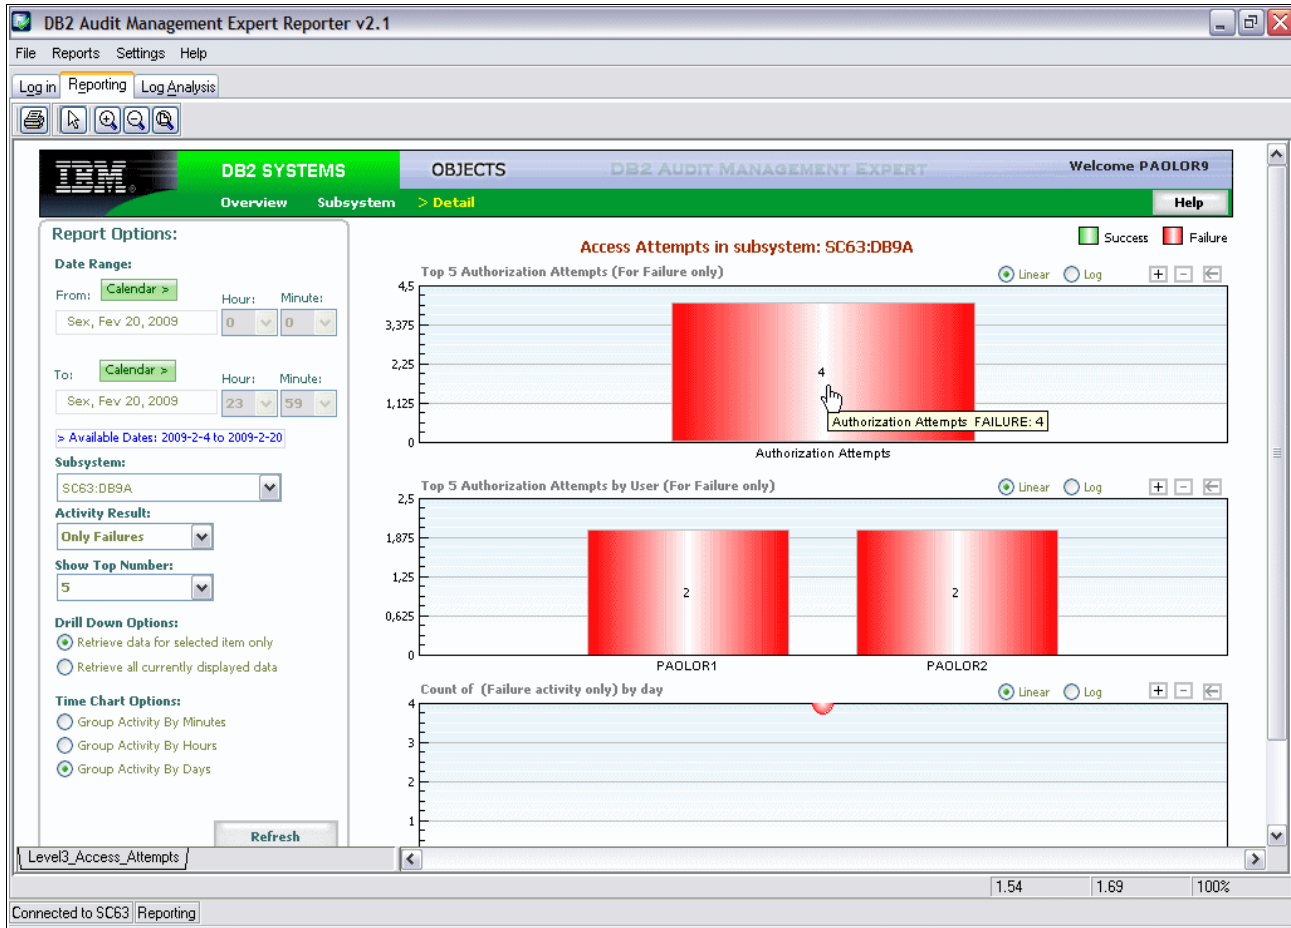 DB2 Audit Management Expert Reporter v2.1
File Reports Settings Help
Log in Reporting Log Analysis
IBM.
DB2 SYSTEMS OBJECTS DB2 AUDIT MANAGEMENT EXPERT Welcome PAOLOR9
Overview Subsystem > Detail Help
Report Options:
Date Range:
From: Calendar >
Hour: Minute:
Sex, Fev 20, 2009 0 0
To: Calendar >
Hour: Minute:
Sex, Fev 20, 2009 23 59
> Available Dates: 2009-2-4 to 2009-2-20
Subsystem:
SC63:DB9A
Activity Result:
Only Failures
Show Top Number:
5
Drill Down Options:
Retrieve data for selected item only
Retrieve all currently displayed data
Time Chart Options:
Group Activity By Minutes
Group Activity By Hours
Group Activity By Days
Refresh
Success Failure
Access Attempts in subsystem: SC63:DB9A
Top 5 Authorization Attempts (For Failure only) Linear Log
4,5
3,375
2,25
1,125
0
4
Authorization Attempts FAILURE: 4
Authorization Attempts
Top 5 Authorization Attempts by User (For Failure only) Linear Log
2,5
1,875
1,25
0,625
0
2 2
PAOLOR1 PAOLOR2
Count of (Failure activity only) by day Linear Log
4
3
2
1
Level3_Access_Attempts
1.54 1.69 100%
Connected to SC63 Reporting